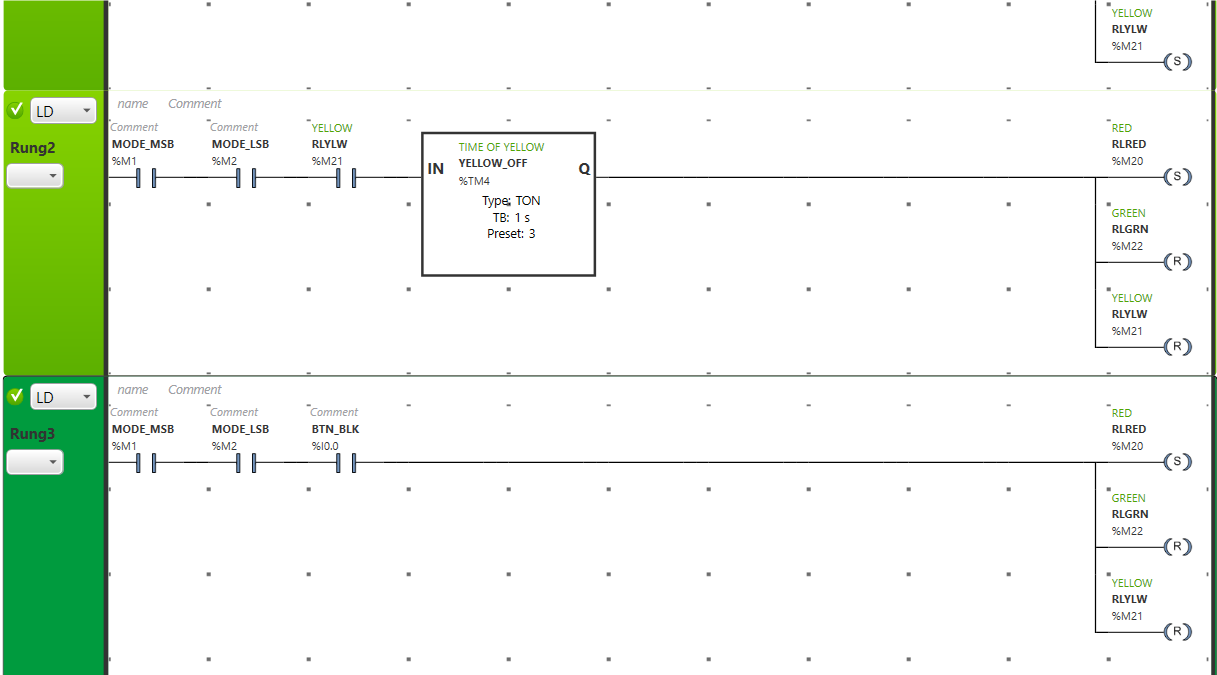 YELLOW
RLYLW
%M21
S
LD
name Comment
Rung2
Comment
MODE_MSB
%M1
Comment
MODE_LSB
%M2
YELLOW
RLYLW
%M21
TIME OF YELLOW
IN YELLOW_OFF Q
%TM4
Type: TON
TB: 1 s
Preset: 3
RED
RLRED
%M20
S
GREEN
RLGRN
%M22
R
YELLOW
RLYLW
%M21
R
LD
name Comment
Rung3
Comment
MODE_MSB
%M1
Comment
MODE_LSB
%M2
Comment
BTN_BLK
%I0.0
RED
RLRED
%M20
S
GREEN
RLGRN
%M22
R
YELLOW
RLYLW
%M21
R